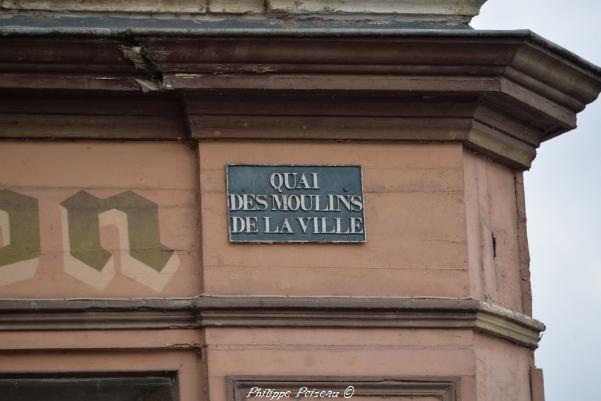 QUAI
DES MOULINS
DE LA VILLE
n
Philippe Poiseau ©